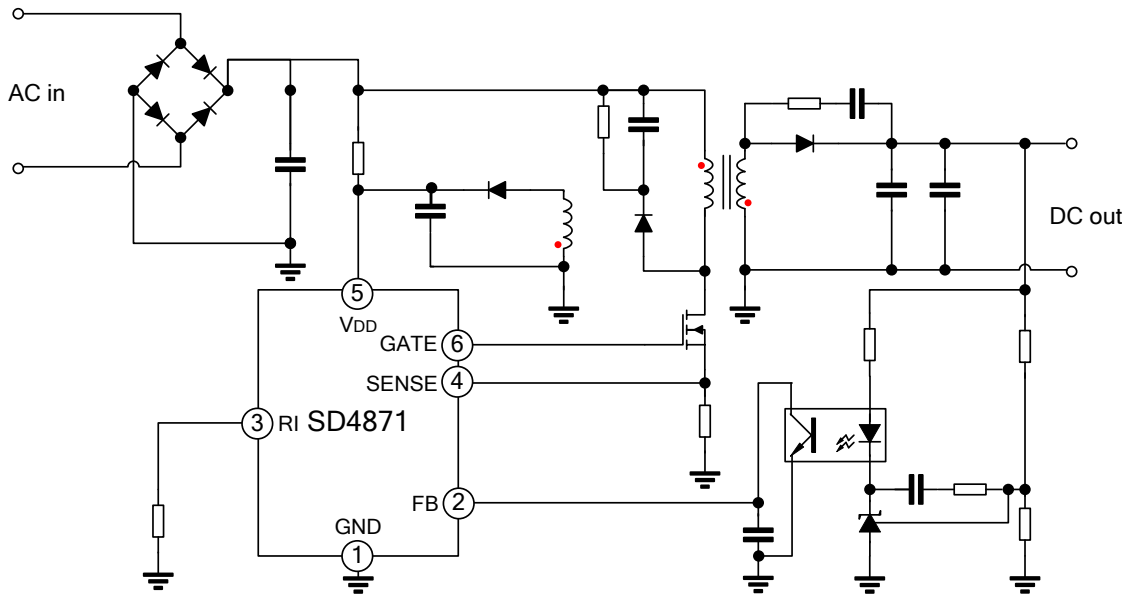 AC in
DC out
5
VDD
GATE 6
SENSE 4
3 RI SD4871
FB 2
GND
1